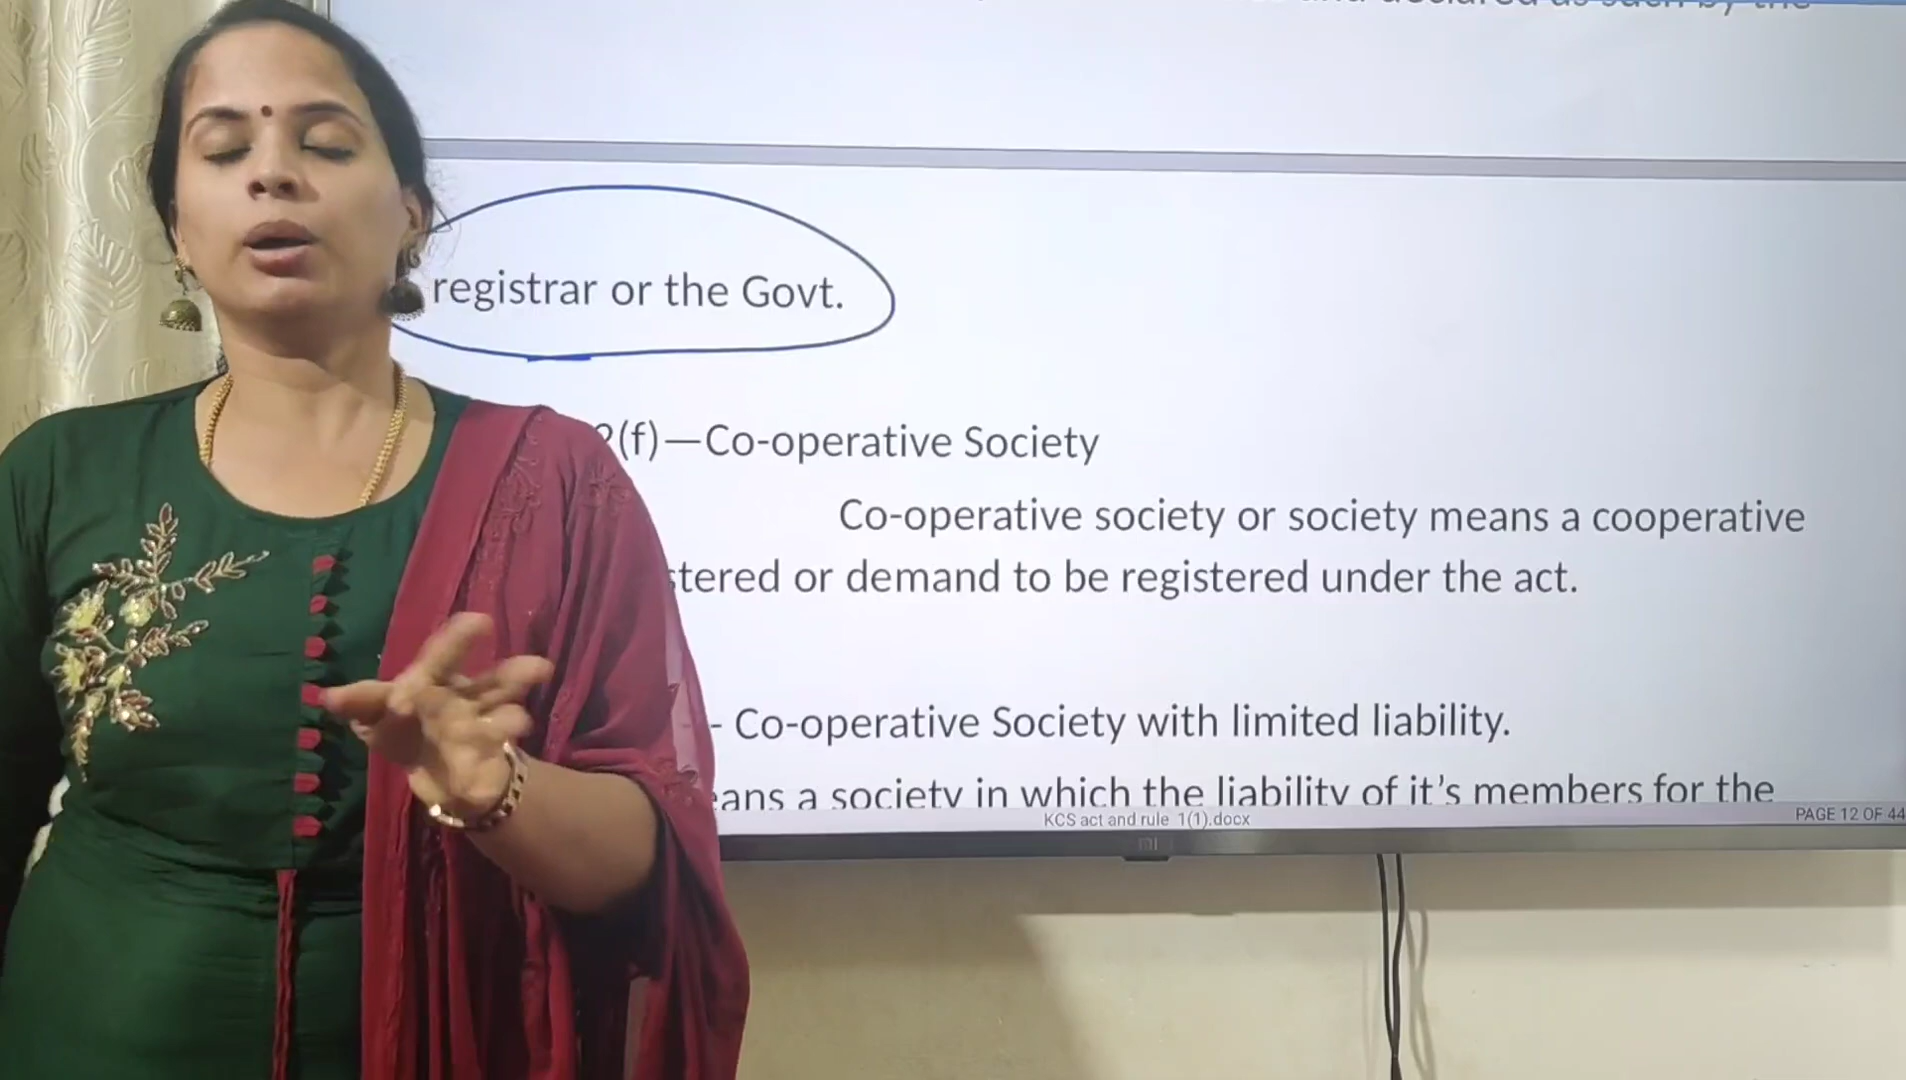 registrar or the Govt.
2(f)—Co-operative Society
Co-operative society or society means a cooperative
stered or demand to be registered under the act.
- Co-operative Society with limited liability.
eans a society in which the liability of it's members for the
KCS act and rule 1(1).docx
PAGE 12 OF 44
mi